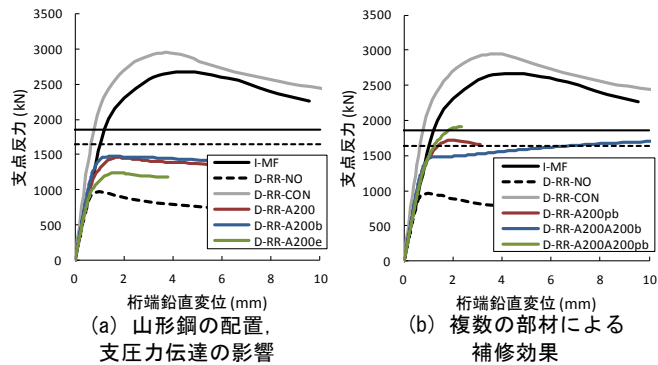 3500
3000
2500
2000
1500
1000
500
0
支点反力 (kN)
I-MF
D-RR-NO
D-RR-CON
D-RR-A200
D-RR-A200b
D-RR-A200e
0 2 4 6 8 10
桁端鉛直変位 (mm)
(a) 山形鋼の配置,
支圧力伝達の影響
3500
3000
2500
2000
1500
1000
500
0
支点反力 (kN)
I-MF
D-RR-NO
D-RR-CON
D-RR-A200pb
D-RR-A200A200b
D-RR-A200A200pb
0 2 4 6 8 10
桁端鉛直変位 (mm)
(b) 複数の部材による
補修効果